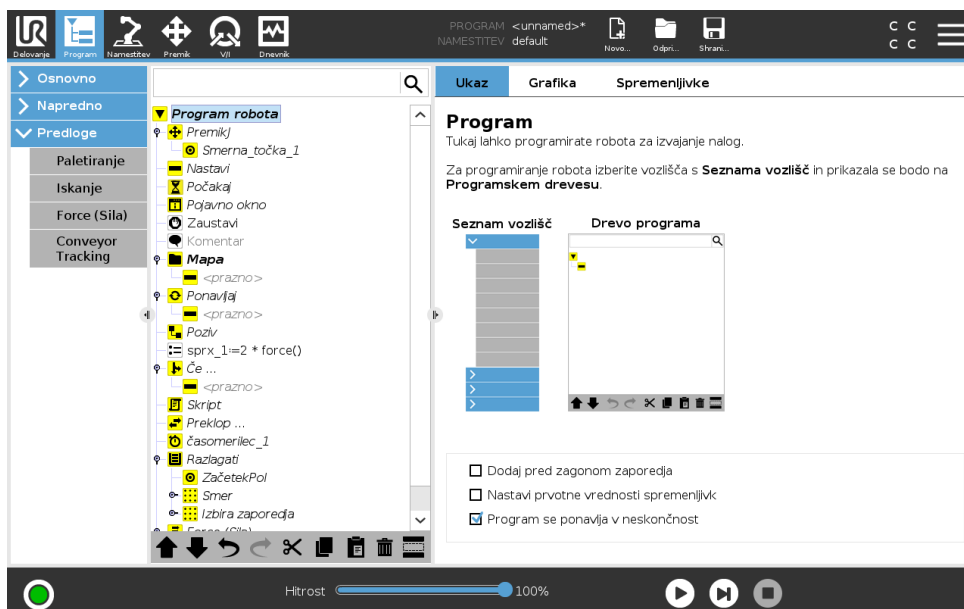 UR
PROGRAM <unnamed>*
NAMESTITEV default
Delovanje Program Namestitev Premik V/I Dnevnik
Novo... Odpri... Shrani...
C C
C C
Osnovno
Napredno
Predloge
Paletiranje
Iskanje
Force (Sila)
Conveyor
Tracking
Program robota
PremikJ
Smerna_točka_1
Nastavi
Počakaj
Pojavno okno
Zaustavi
Komentar
Mapa
<prazno>
Ponavljaj
<prazno>
Poziv
sprx_1:=2 * force()
Če ...
<prazno>
Skript
Preklop ...
časomerilec_1
Razlagati
ZačetekPol
Smer
Izbira zaporedja
Force (Sila)
Ukaz Grafika Spremenljivke
Program
Tukaj lahko programirate robota za izvajanje nalog.
Za programiranje robota izberite vozlišča s Seznama vozlišč in prikazala se bodo na
Programskem drevesu.
Seznam vozlišč Drevo programa
Dodaj pred zagonom zaporedja
Nastavi prvotne vrednosti spremenljivk
Program se ponavlja v neskončnost
Hitrost 100%